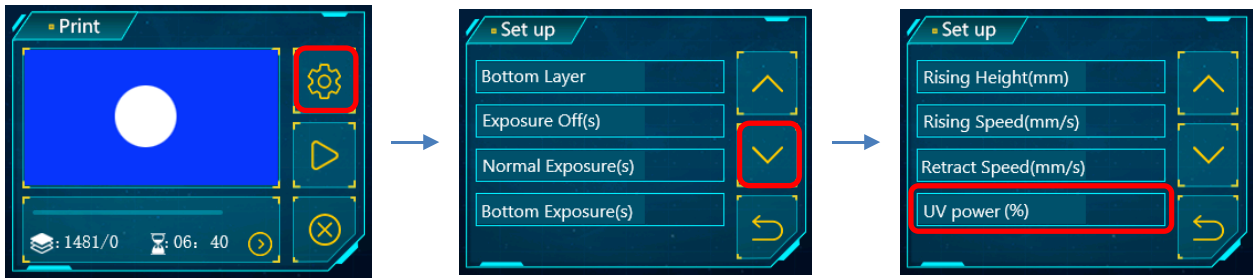 Print
: 1481/0 : 06: 40
Set up
Bottom Layer
Exposure Off(s)
Normal Exposure(s)
Bottom Exposure(s)
Set up
Rising Height(mm)
Rising Speed(mm/s)
Retract Speed(mm/s)
UV power (%)